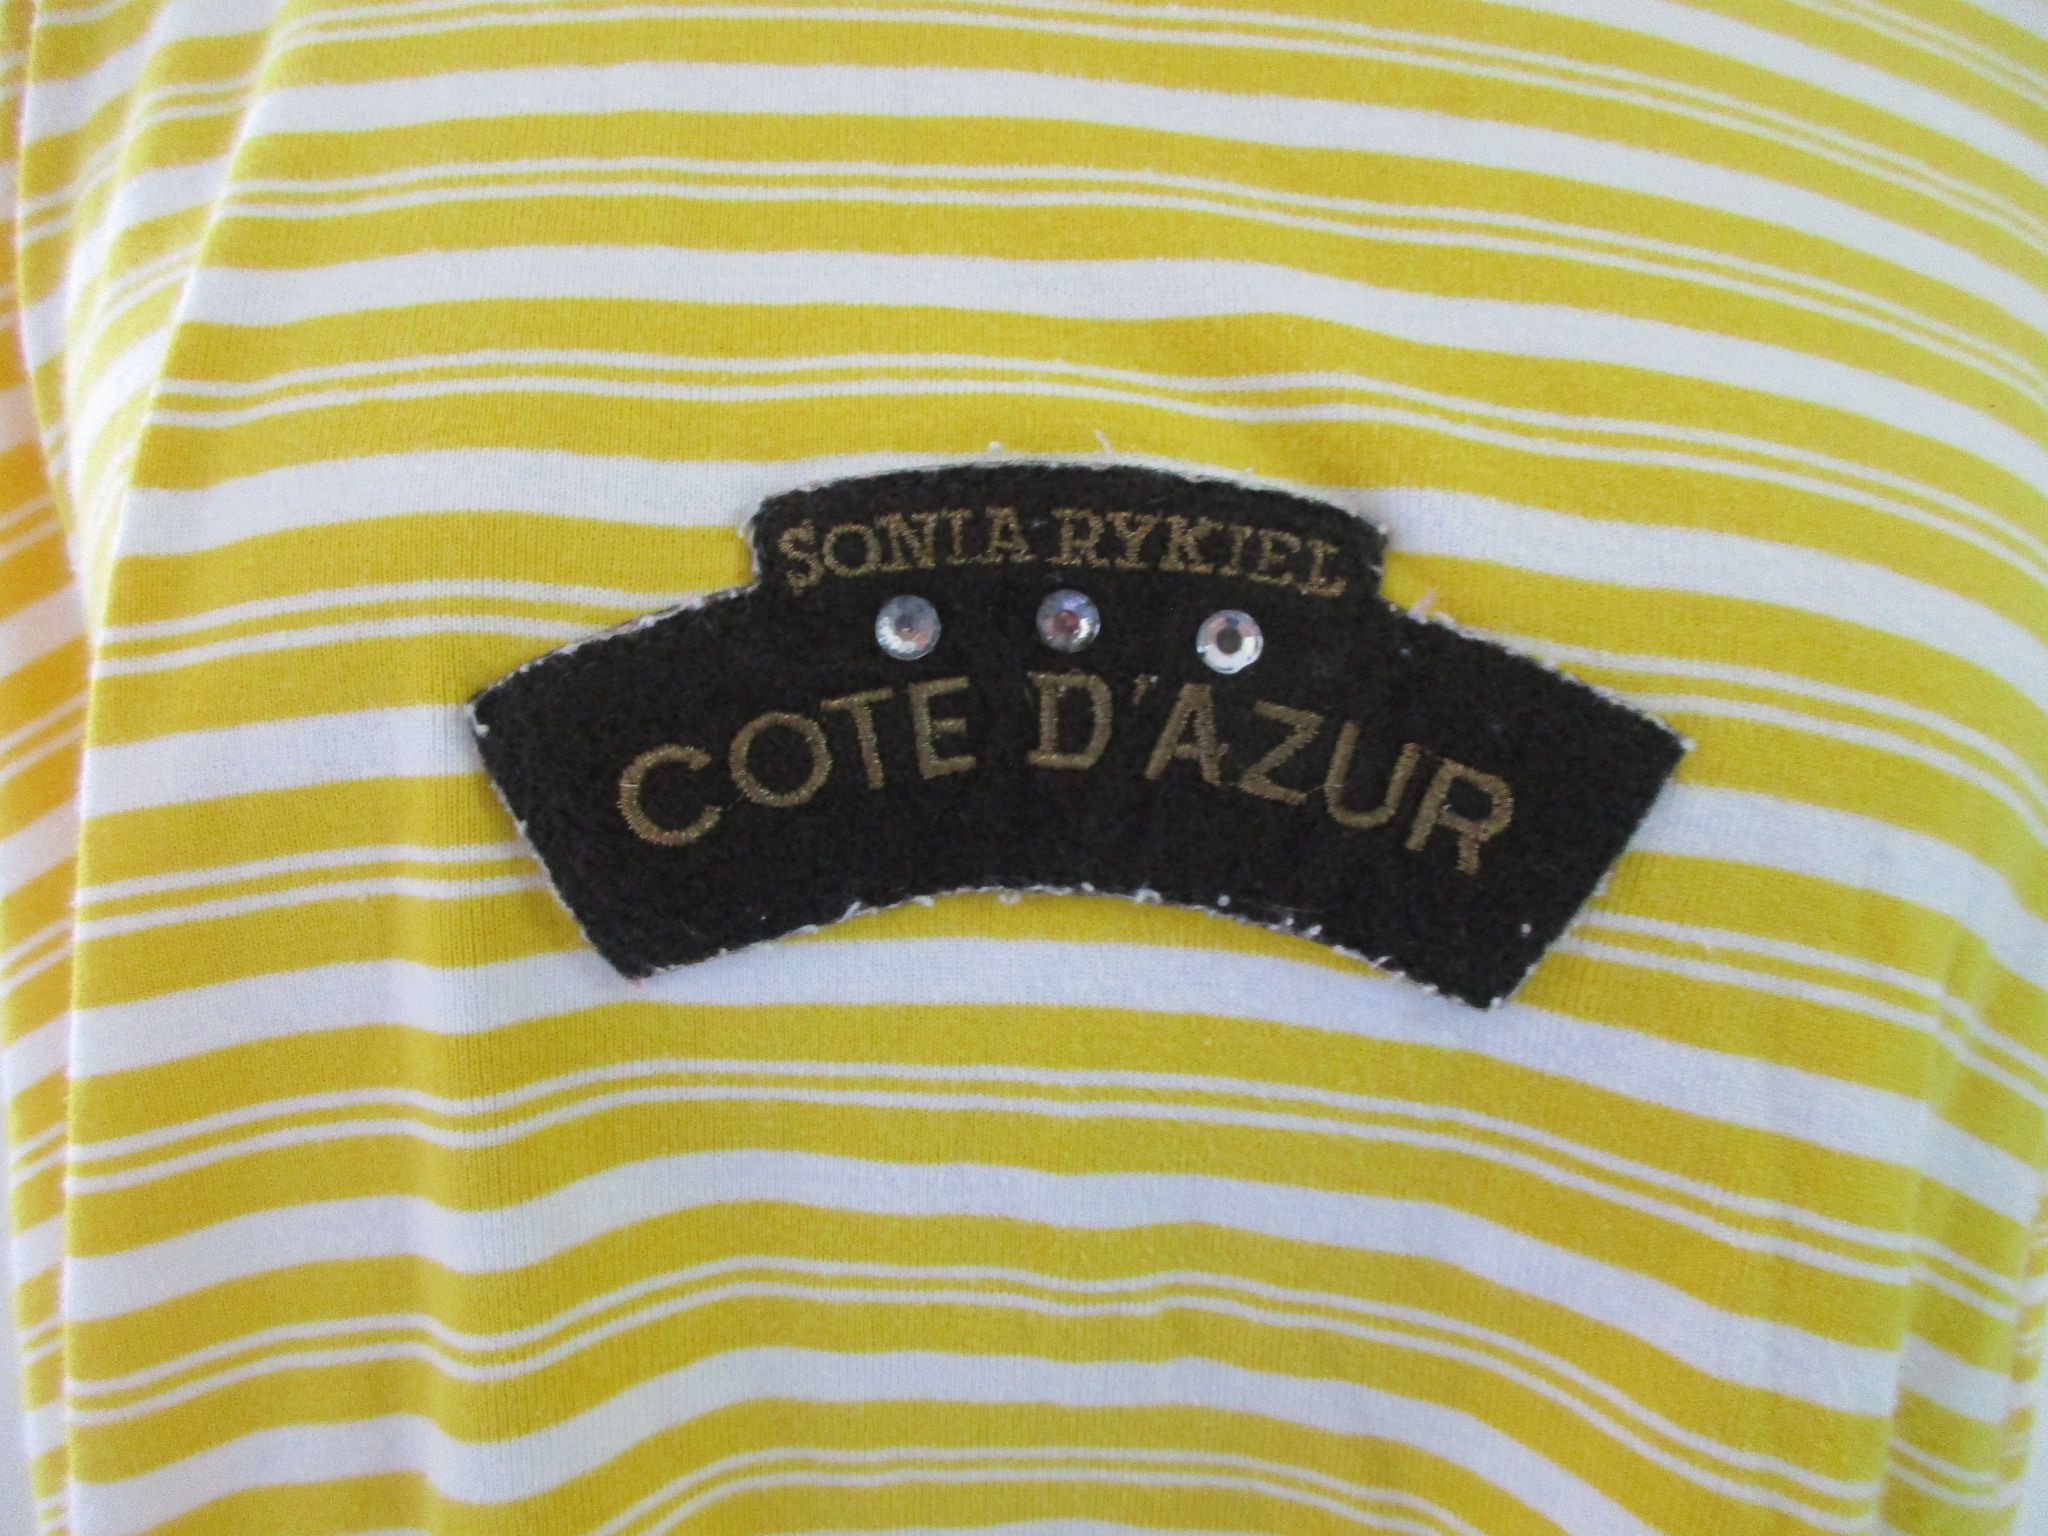 SONIA RYKIEL
COTE D'AZUR